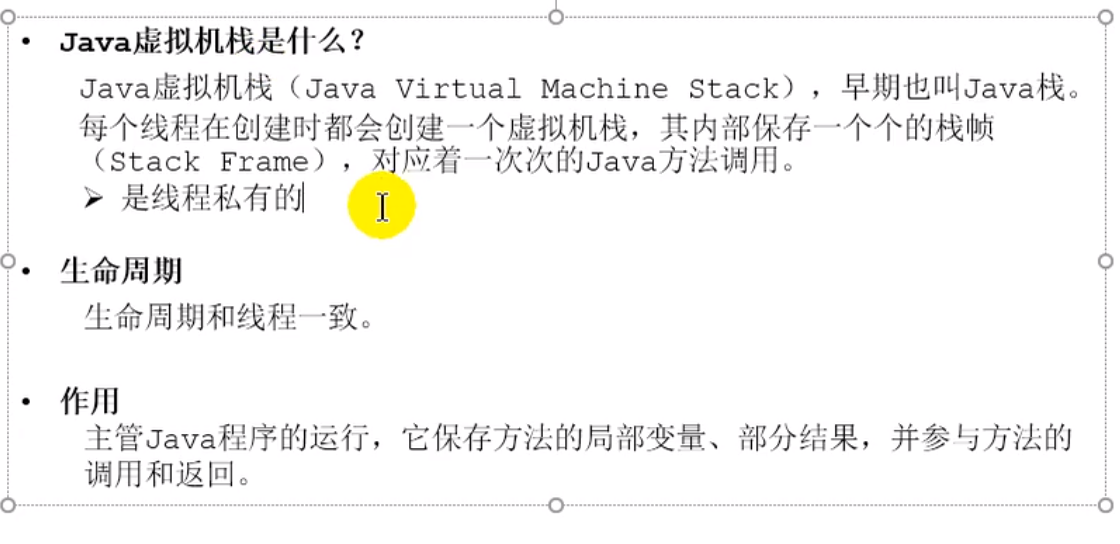 • Java虚拟机栈是什么？
Java虚拟机栈（Java Virtual Machine Stack），早期也叫Java栈。
每个线程在创建时都会创建一个虚拟机栈，其内部保存一个个的栈帧
（Stack Frame），对应着一次次的Java方法调用。
➢ 是线程私有的
• 生命周期
生命周期和线程一致。
• 作用
主管Java程序的运行，它保存方法的局部变量、部分结果，并参与方法的
调用和返回。